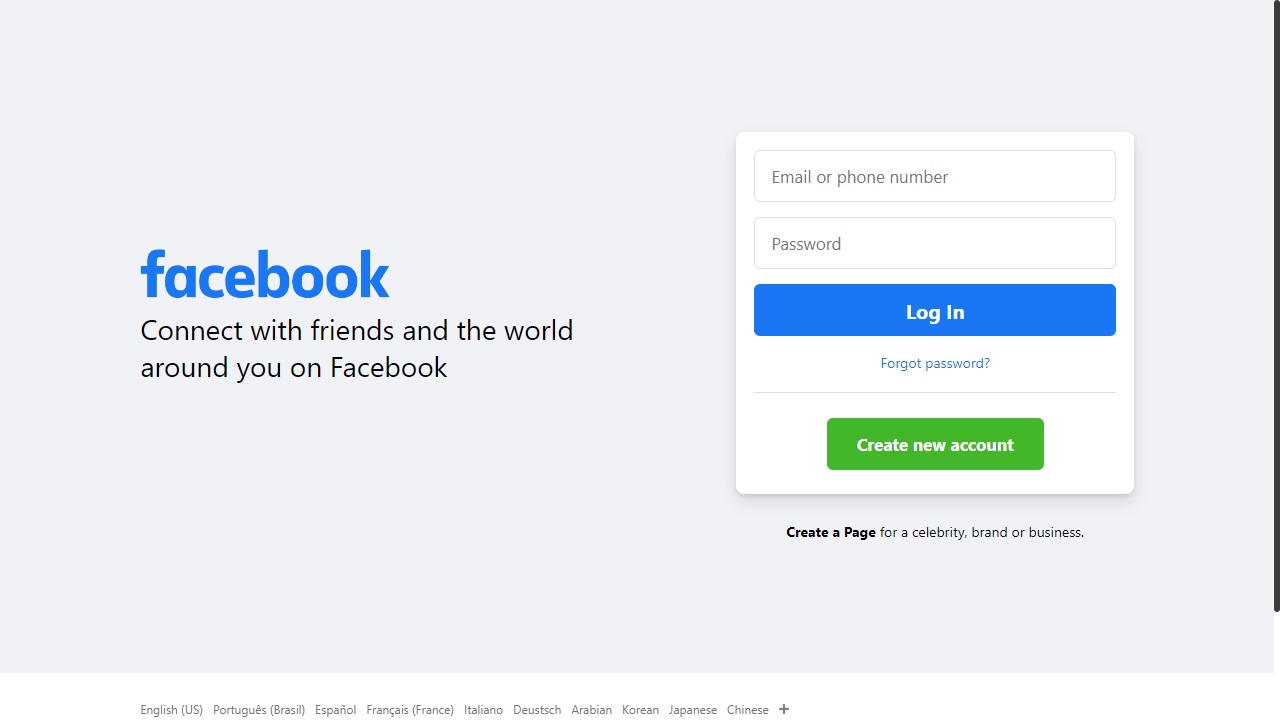 facebook
Connect with friends and the world
around you on Facebook
Email or phone number
Password
Log In
Forgot password?
Create new account
Create a Page for a celebrity, brand or business.
English (US) Português (Brasil) Español Français (France) Italiano Deustsch Arabian Korean Japanese Chinese +